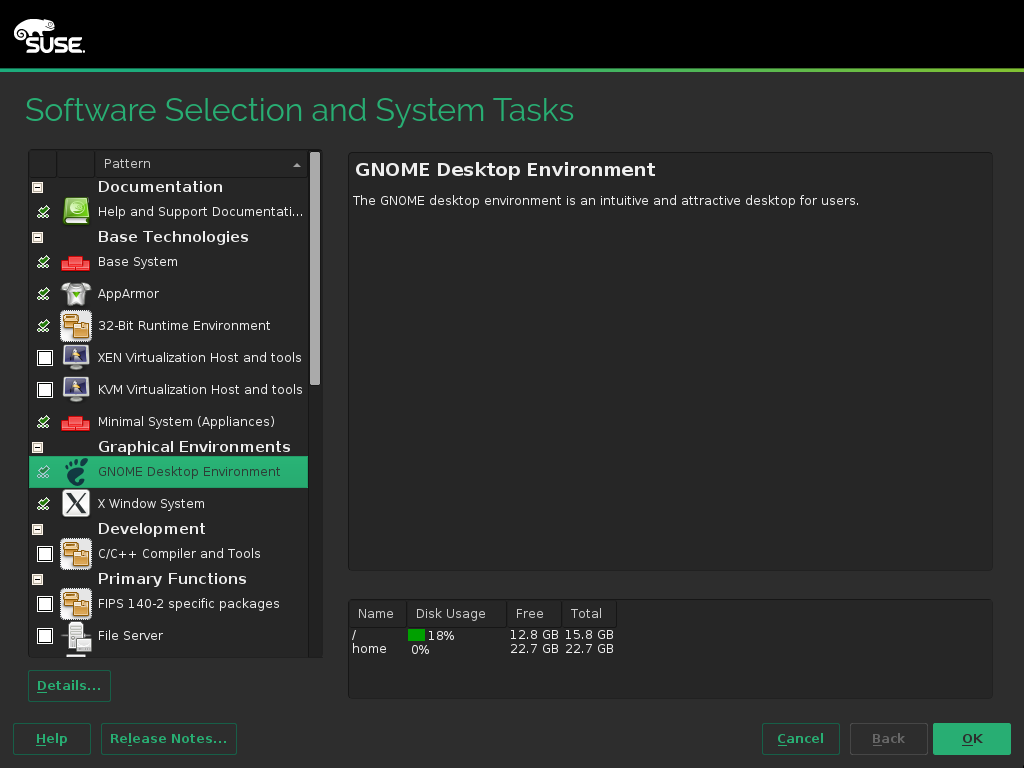 SUSE.
Software Selection and System Tasks
Pattern
Documentation
Help and Support Documentati...
Base Technologies
Base System
AppArmor
32-Bit Runtime Environment
XEN Virtualization Host and tools
KVM Virtualization Host and tools
Minimal System (Appliances)
Graphical Environments
GNOME Desktop Environment
X Window System
Development
C/C++ Compiler and Tools
Primary Functions
FIPS 140-2 specific packages
File Server
Details...
GNOME Desktop Environment
The GNOME desktop environment is an intuitive and attractive desktop for users.
Name Disk Usage Free Total
/ 18% 12.8 GB 15.8 GB
home 0% 22.7 GB 22.7 GB
Help Release Notes... Cancel Back OK